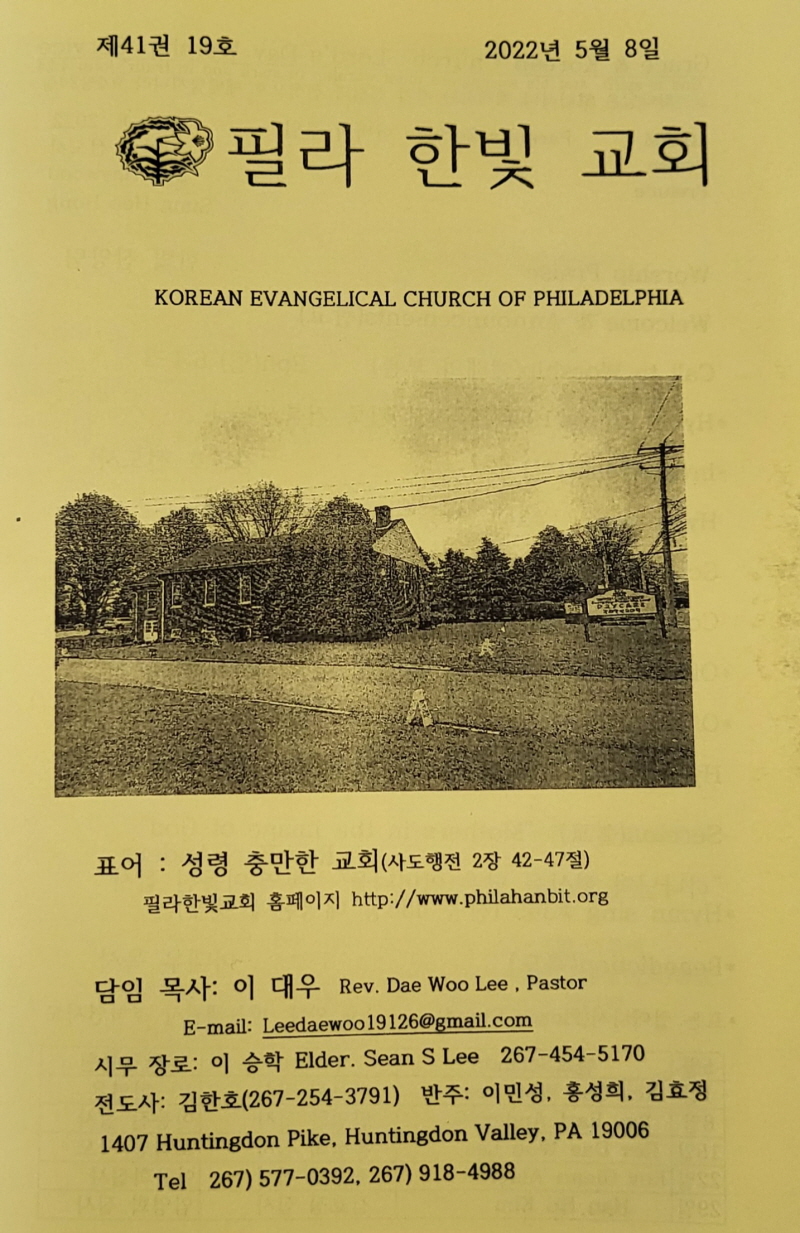 제41권 19호 2022년 5월 8일
필라 한빛 교회
KOREAN EVANGELICAL CHURCH OF PHILADELPHIA
DAYCARE
표어 : 성령 충만한 교회(사도행전 2장 42-47절)
필라한빛교회 홈페이지 http://www.philahanbit.org
담임 목사: 이 대우 Rev. Dae Woo Lee , Pastor
E-mail: Leedaewoo19126@gmail.com
시무 장로: 이 승학 Elder. Sean S Lee 267-454-5170
전도사: 김한호(267-254-3791) 반주: 이민성, 홍성희, 김효정
1407 Huntingdon Pike, Huntingdon Valley, PA 19006
Tel 267) 577-0392, 267) 918-4988